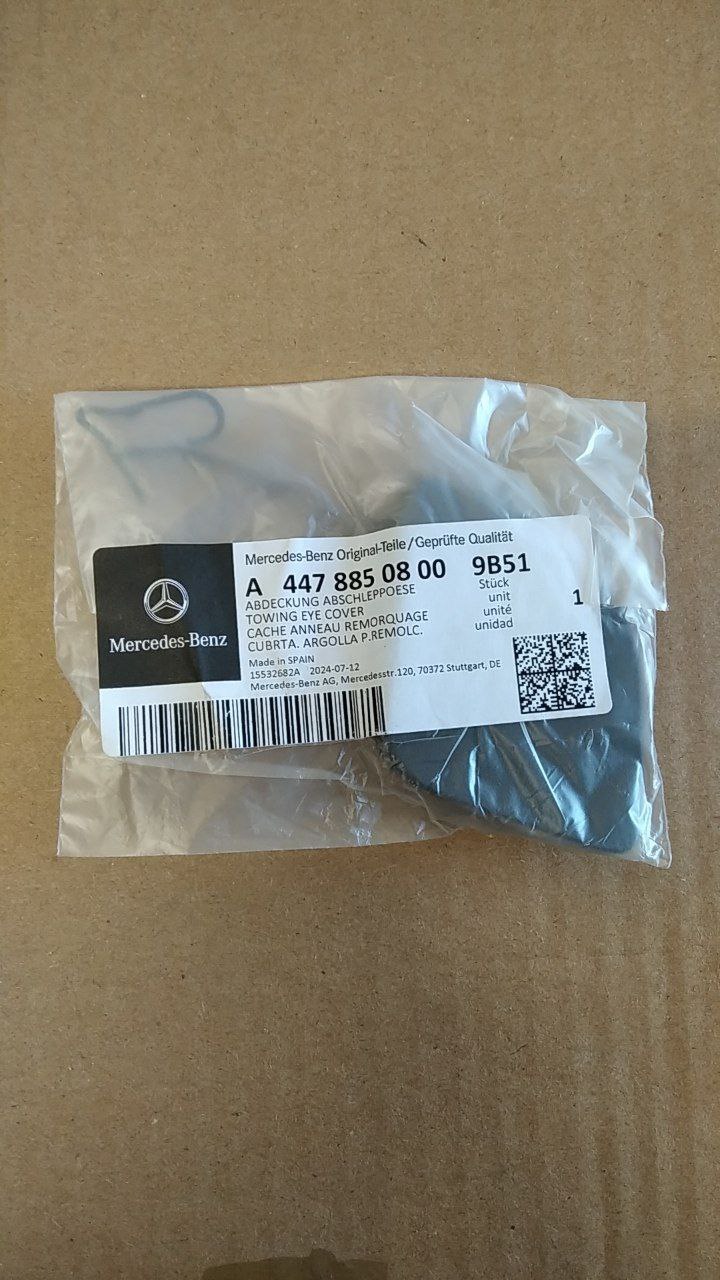 Mercedes-Benz Original-Teile/Geprüfte Qualität
A 447 885 08 00 9B51
ABDECKUNG ABSCHLEPPOESE Stück
TOWING EYE COVER unit 1
CACHE ANNEAU REMORQUAGE unité
CUBRTA. ARGOLLA P.REMOLC. unidad
Mercedes-Benz
Made in SPAIN
15532682A 2024-07-12
Mercedes-Benz AG, Mercedesstr.120, 70372 Stuttgart, DE